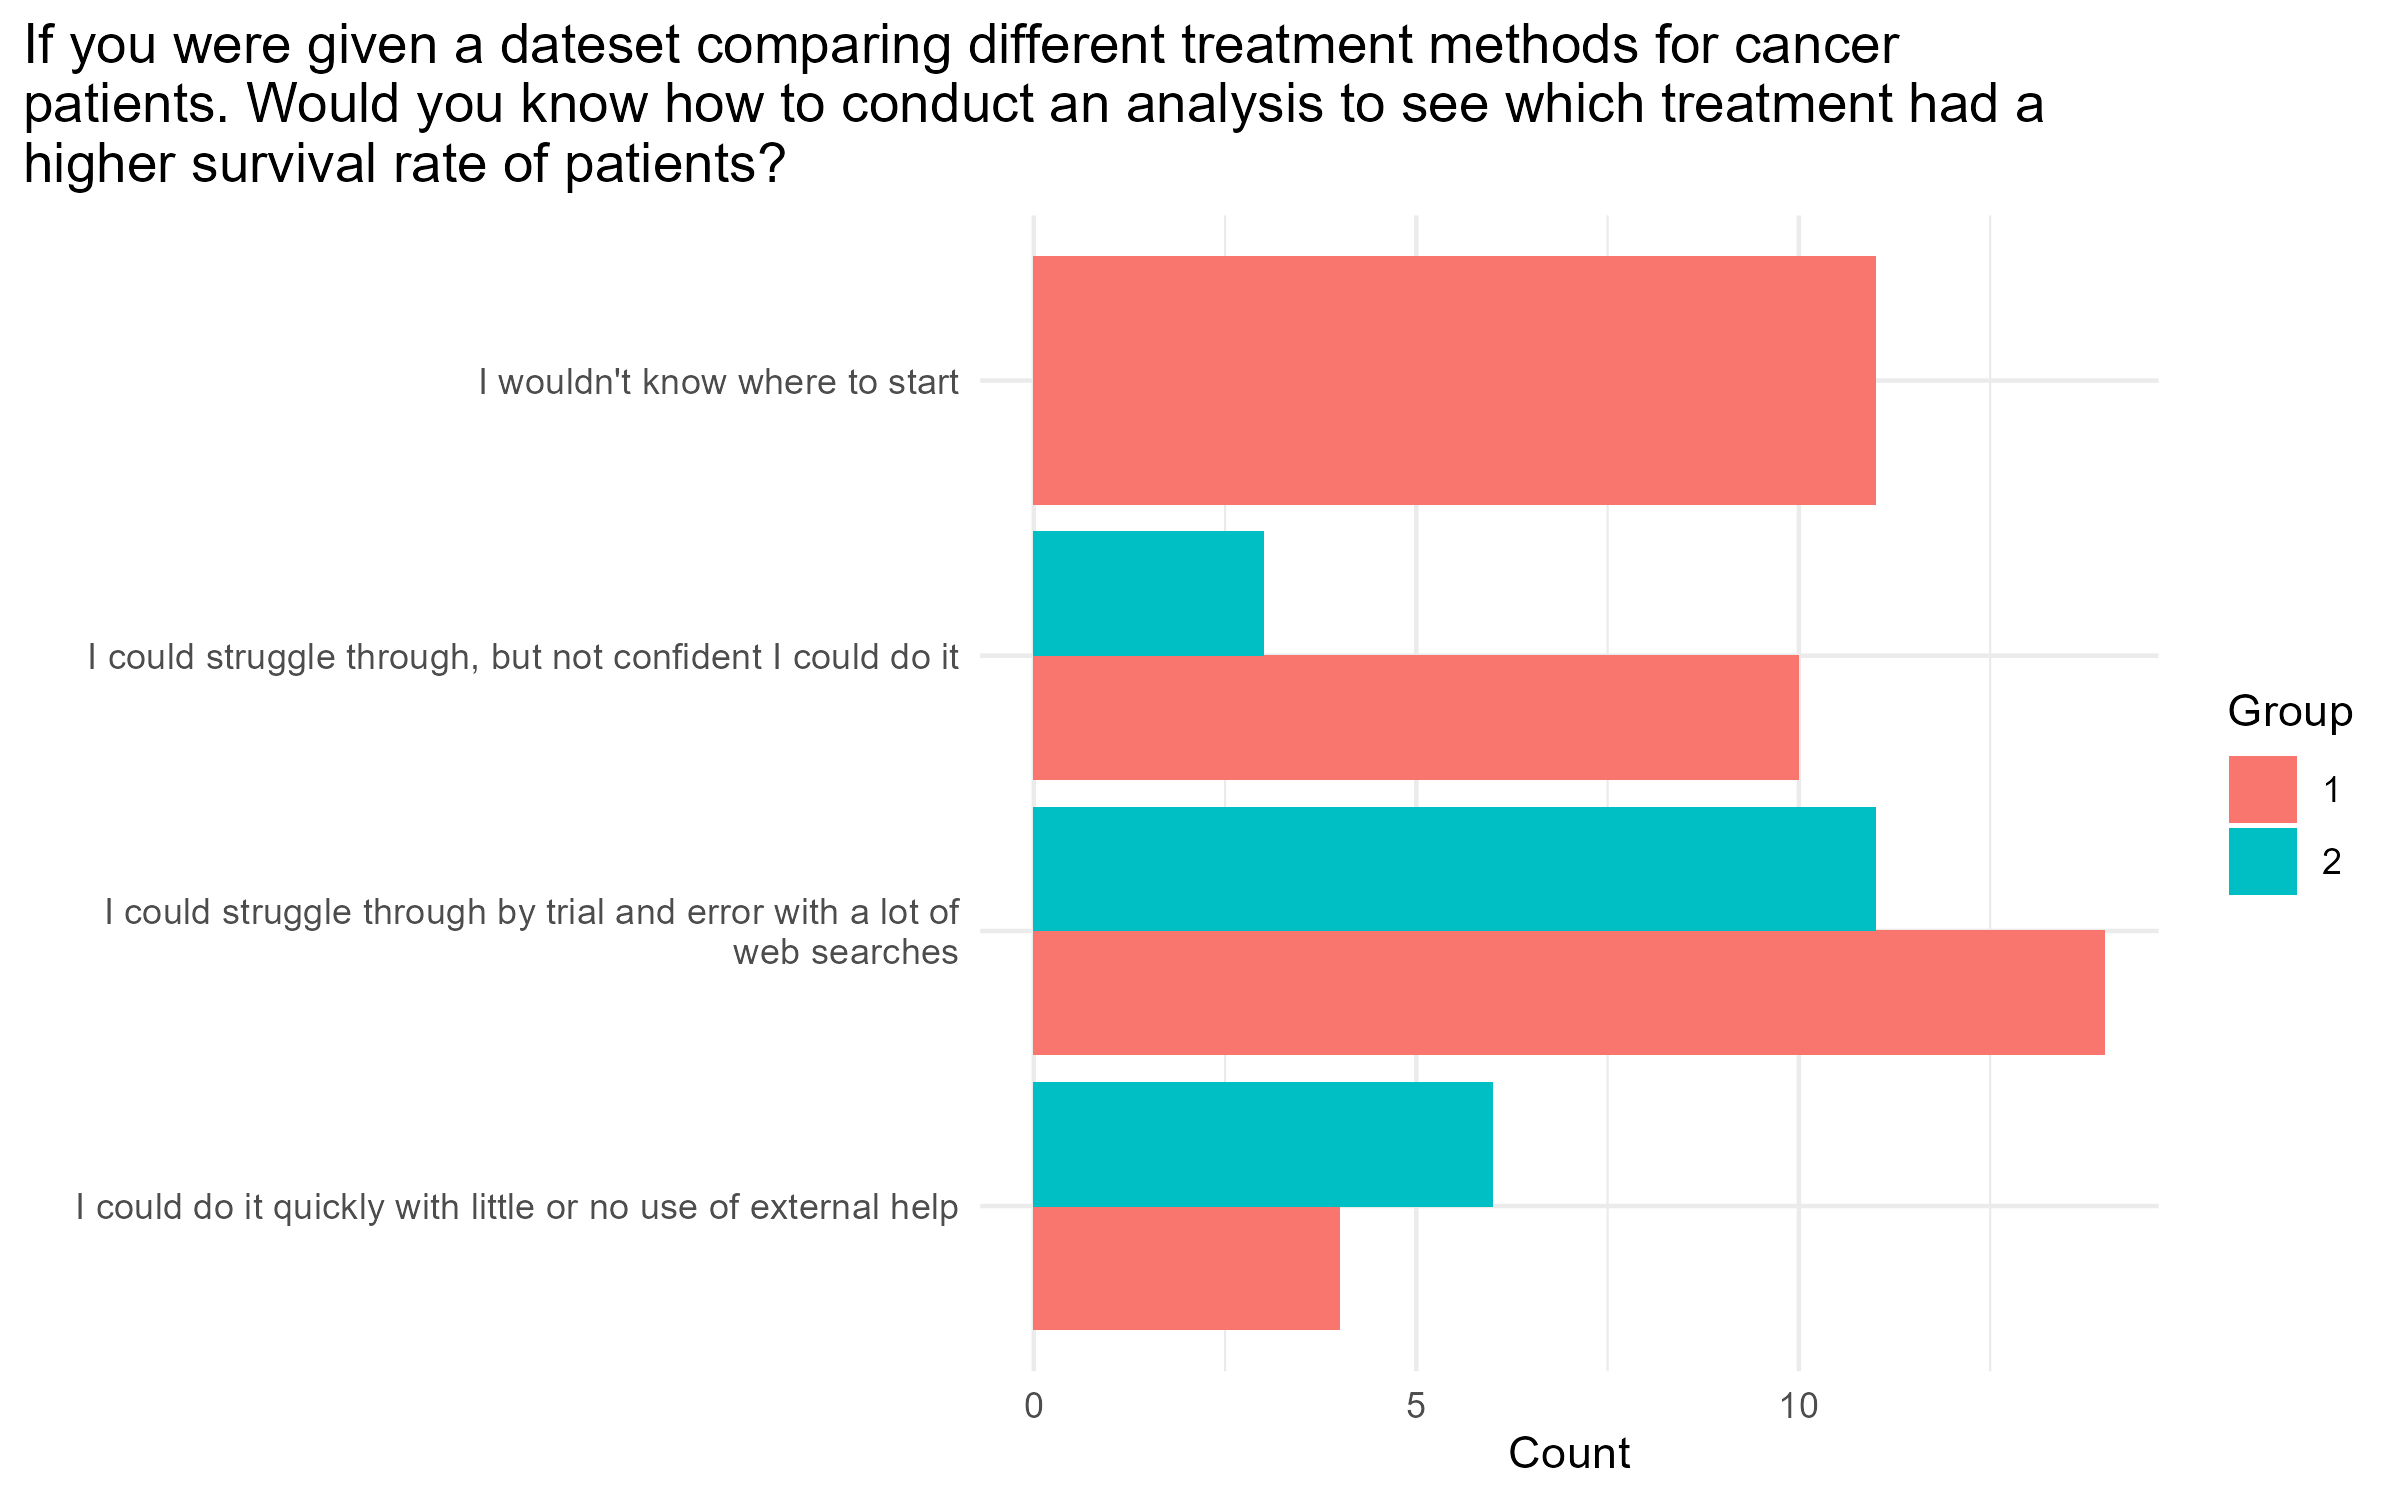 If you were given a dateset comparing different treatment methods for cancer
patients. Would you know how to conduct an analysis to see which treatment had a
higher survival rate of patients?
I wouldn't know where to start
I could struggle through, but not confident I could do it
I could struggle through by trial and error with a lot of
web searches
I could do it quickly with little or no use of external help
0 5 10
Count
Group
1
2